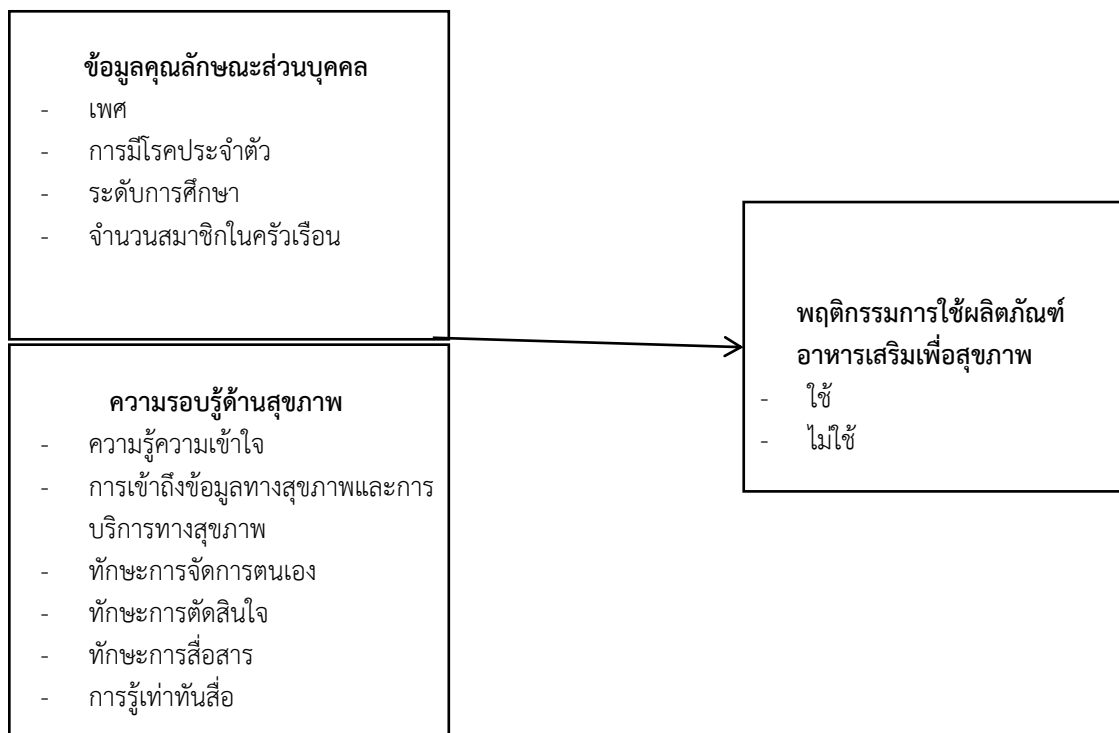 ข้อมูลคุณลักษณะส่วนบุคคล
- เพศ
- การมีโรคประจำตัว
- ระดับการศึกษา
- จำนวนสมาชิกในครัวเรือน
ความรอบรู้ด้านสุขภาพ
- ความรู้ความเข้าใจ
- การเข้าถึงข้อมูลทางสุขภาพและการ
บริการทางสุขภาพ
- ทักษะการจัดการตนเอง
- ทักษะการตัดสินใจ
- ทักษะการสื่อสาร
- การรู้เท่าทันสื่อ
พฤติกรรมการใช้ผลิตภัณฑ์
อาหารเสริมเพื่อสุขภาพ
- ใช้
- ไม่ใช้